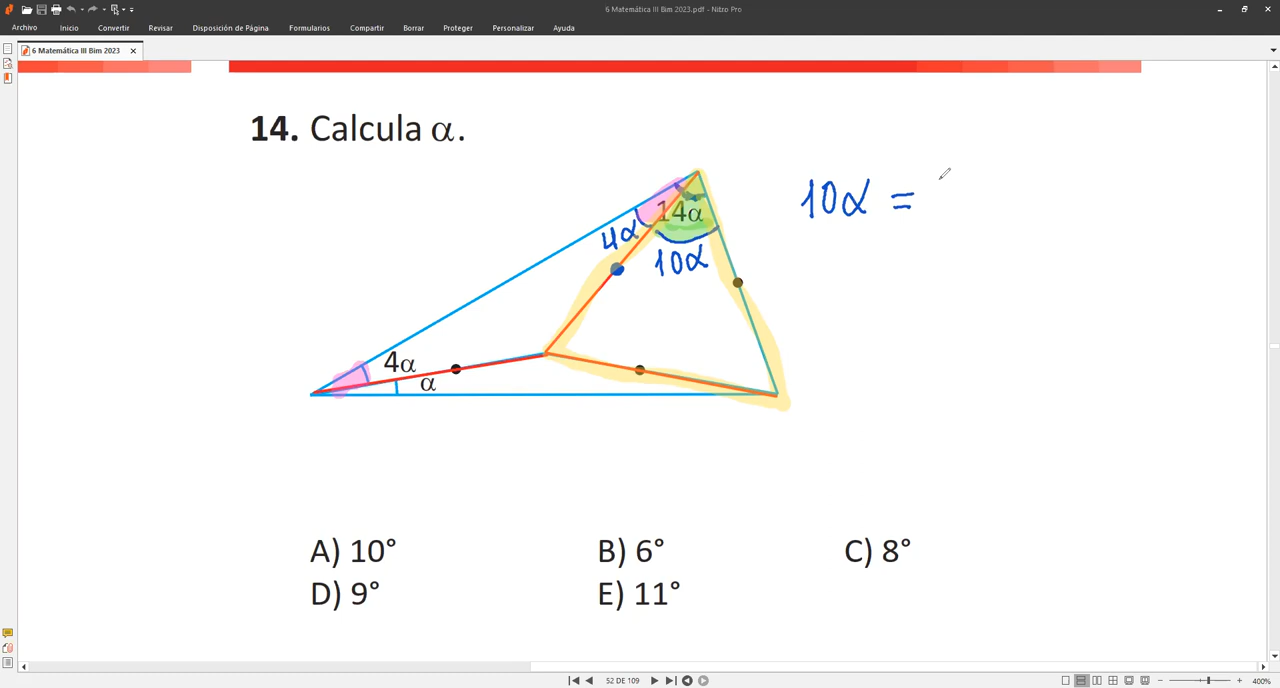 6 Matemática III Bim 2023.pdf - Nitro Pro
Archivo Inicio Convertir Revisar Disposición de Página Formularios Compartir Borrar Proteger Personalizar Ayuda
6 Matemática III Bim 2023
14. Calcula α.
14α
10α =
4α
10α
4α
α
A) 10° B) 6° C) 8°
D) 9° E) 11°
52 DE 109
400%